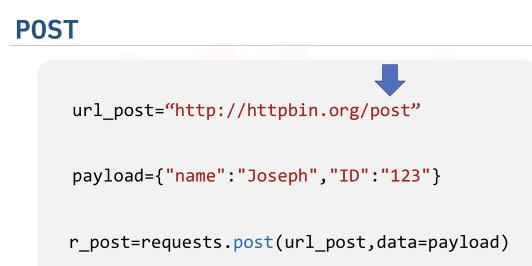 POST
url_post=“http://httpbin.org/post”
payload={"name":"Joseph","ID":"123"}
r_post=requests.post(url_post,data=payload)